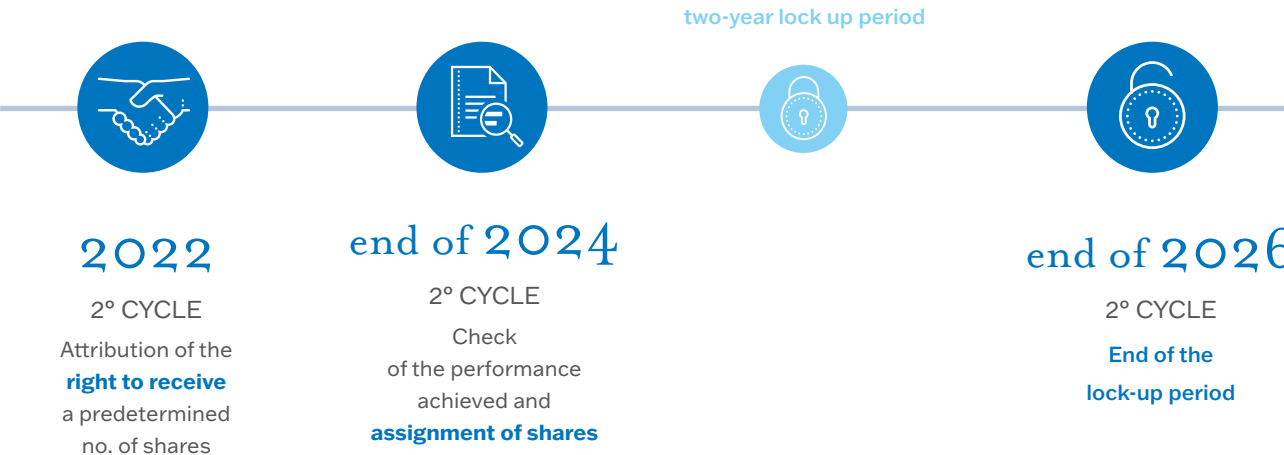 two-year lock up period
2022
2° CYCLE
Attribution of the
right to receive
a predetermined
no. of shares
end of 2024
2° CYCLE
Check
of the performance
achieved and
assignment of shares
end of 2026
2° CYCLE
End of the
lock-up period